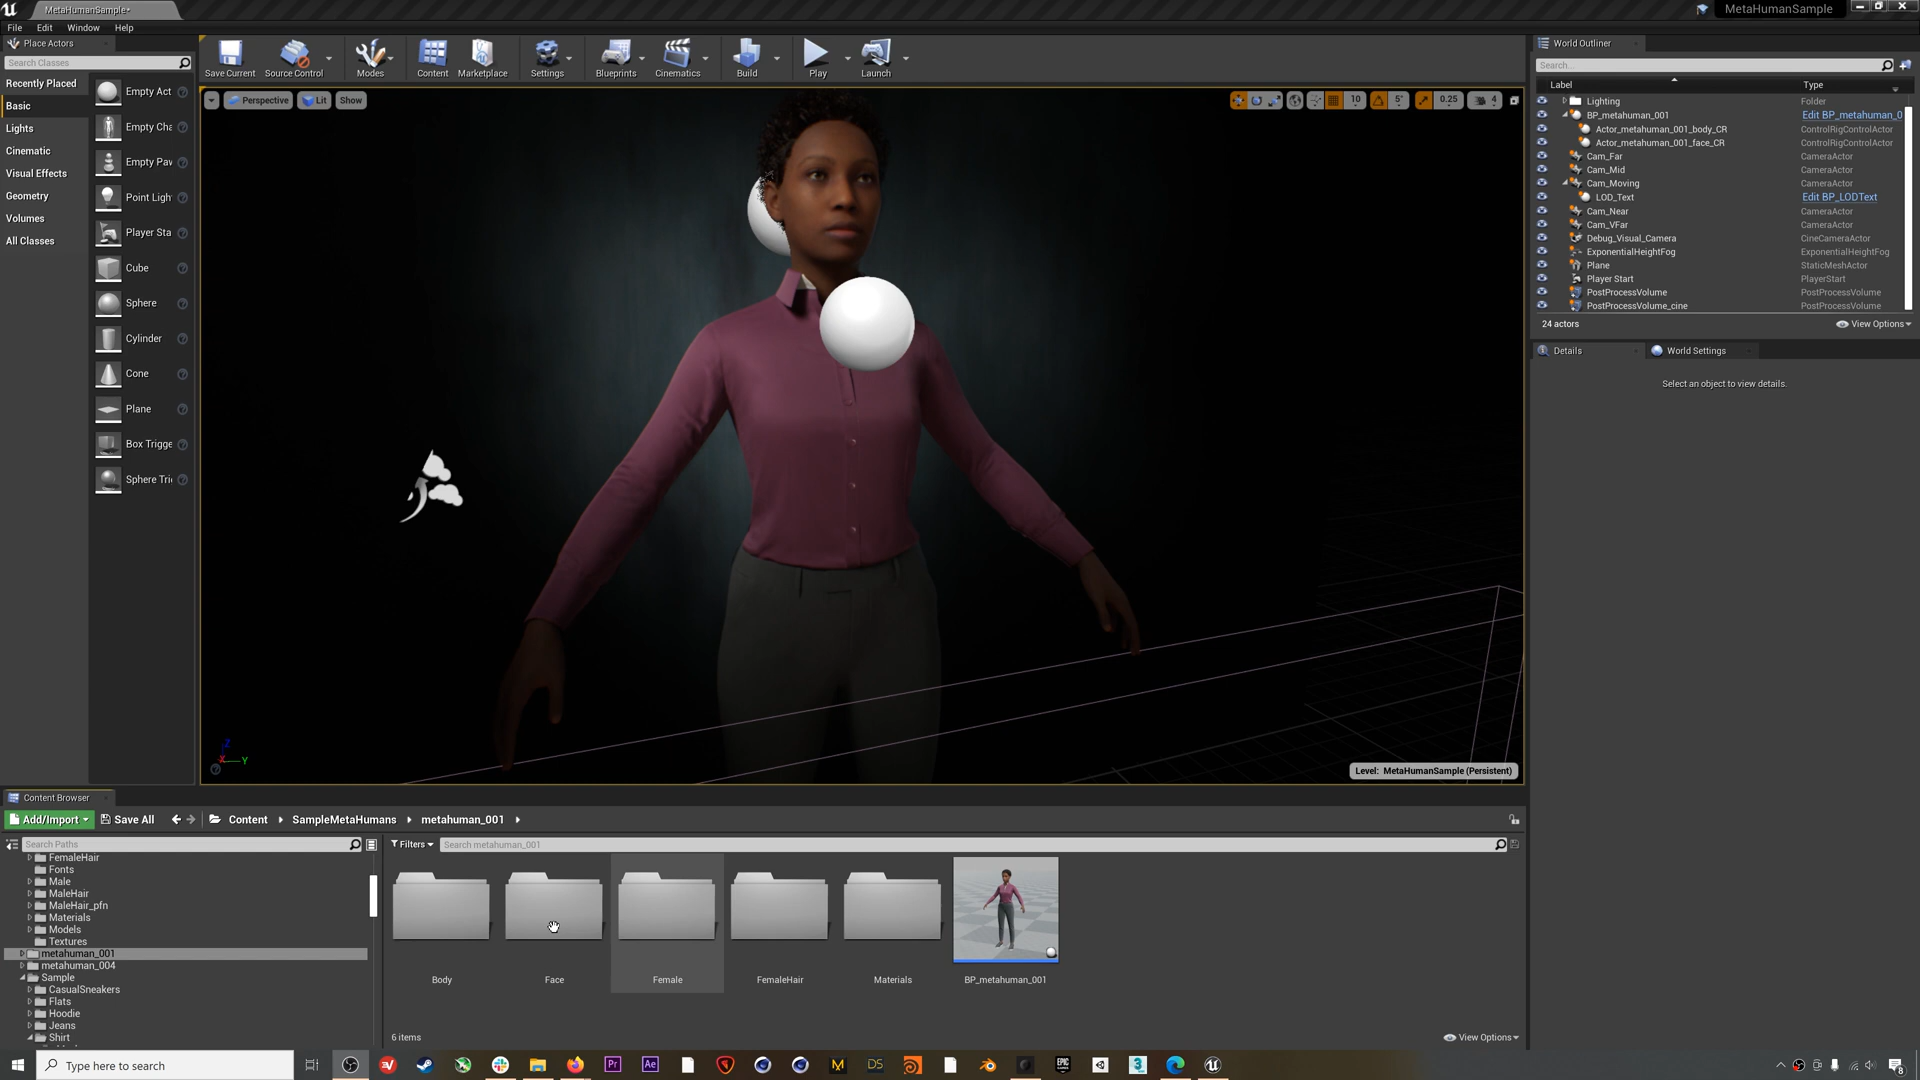 MetaHumanSample•
MetaHumanSample
File Edit Window Help
Place Actors
Search Classes
Recently Placed
Basic
Lights
Cinematic
Visual Effects
Geometry
Volumes
All Classes
Empty Act
Empty Cha
Empty Pav
Point Ligh
Player Sta
Cube
Sphere
Cylinder
Cone
Plane
Box Trigge
Sphere Tri
Save Current
Source Control
Modes
Content
Marketplace
Settings
Blueprints
Cinematics
Build
Play
Launch
Perspective
Lit
Show
10
5°
0.25
4
Z
X
Y
Level: MetaHumanSample (Persistent)
World Outliner
Search...
Label Type
Lighting Folder
BP_metahuman_001 Edit BP_metahuman_0
Actor_metahuman_001_body_CR ControlRigControlActor
Actor_metahuman_001_face_CR ControlRigControlActor
Cam_Far CameraActor
Cam_Mid CameraActor
Cam_Moving CameraActor
LOD_Text Edit BP_LODText
Cam_Near CameraActor
Cam_VFar CameraActor
Debug_Visual_Camera CineCameraActor
ExponentialHeightFog ExponentialHeightFog
Plane StaticMeshActor
Player Start PlayerStart
PostProcessVolume PostProcessVolume
PostProcessVolume_cine PostProcessVolume
24 actors
View Options
Details
World Settings
Select an object to view details.
Content Browser
Add/Import
Save All
Content
SampleMetaHumans
metahuman_001
Search Paths
FemaleHair
Fonts
Male
MaleHair
MaleHair_pfn
Materials
Models
Textures
metahuman_001
metahuman_004
Sample
CasualSneakers
Flats
Hoodie
Jeans
Shirt
Filters
Search metahuman_001
Body
Face
Female
FemaleHair
Materials
BP_metahuman_001
6 items
View Options
Type here to search
Pr
Ae
M
DS
3
8